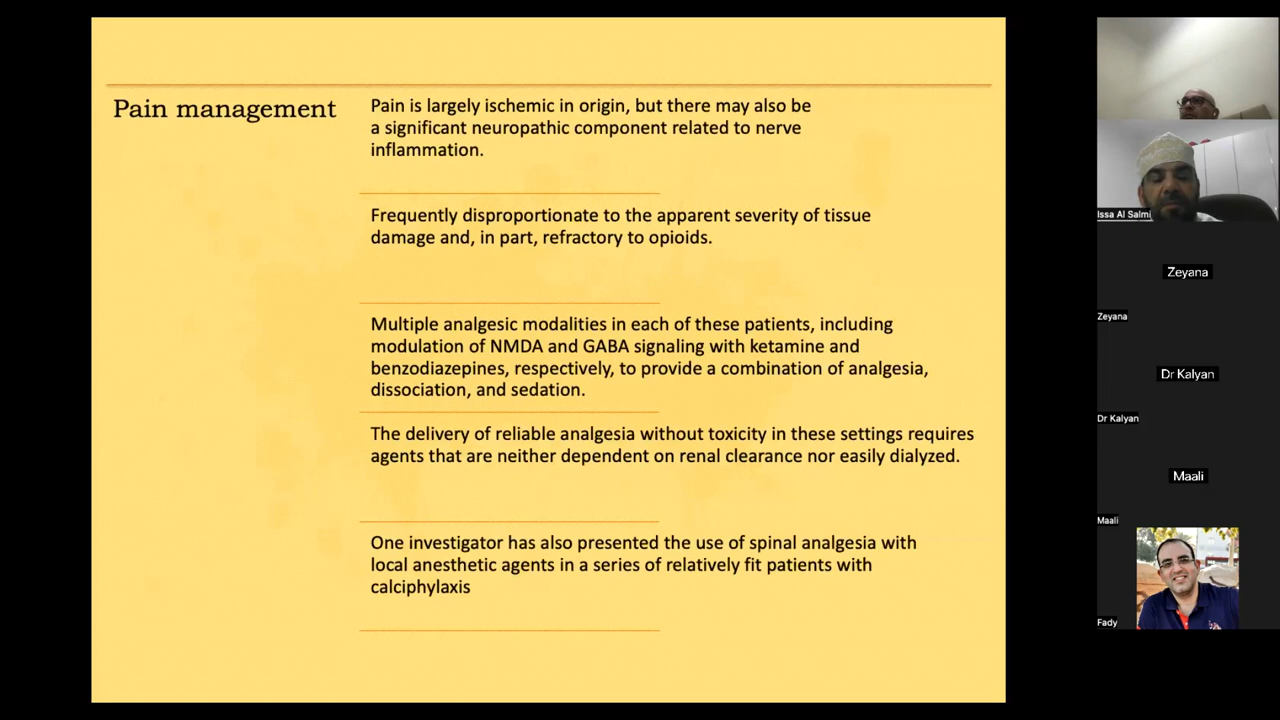 Pain management
Pain is largely ischemic in origin, but there may also be
a significant neuropathic component related to nerve
inflammation.
Frequently disproportionate to the apparent severity of tissue
damage and, in part, refractory to opioids.
Multiple analgesic modalities in each of these patients, including
modulation of NMDA and GABA signaling with ketamine and
benzodiazepines, respectively, to provide a combination of analgesia,
dissociation, and sedation.
The delivery of reliable analgesia without toxicity in these settings requires
agents that are neither dependent on renal clearance nor easily dialyzed.
One investigator has also presented the use of spinal analgesia with
local anesthetic agents in a series of relatively fit patients with
calciphylaxis
Issa Al Salmi
Zeyana
Zeyana
Dr Kalyan
Dr Kalyan
Maali
Maali
Fady